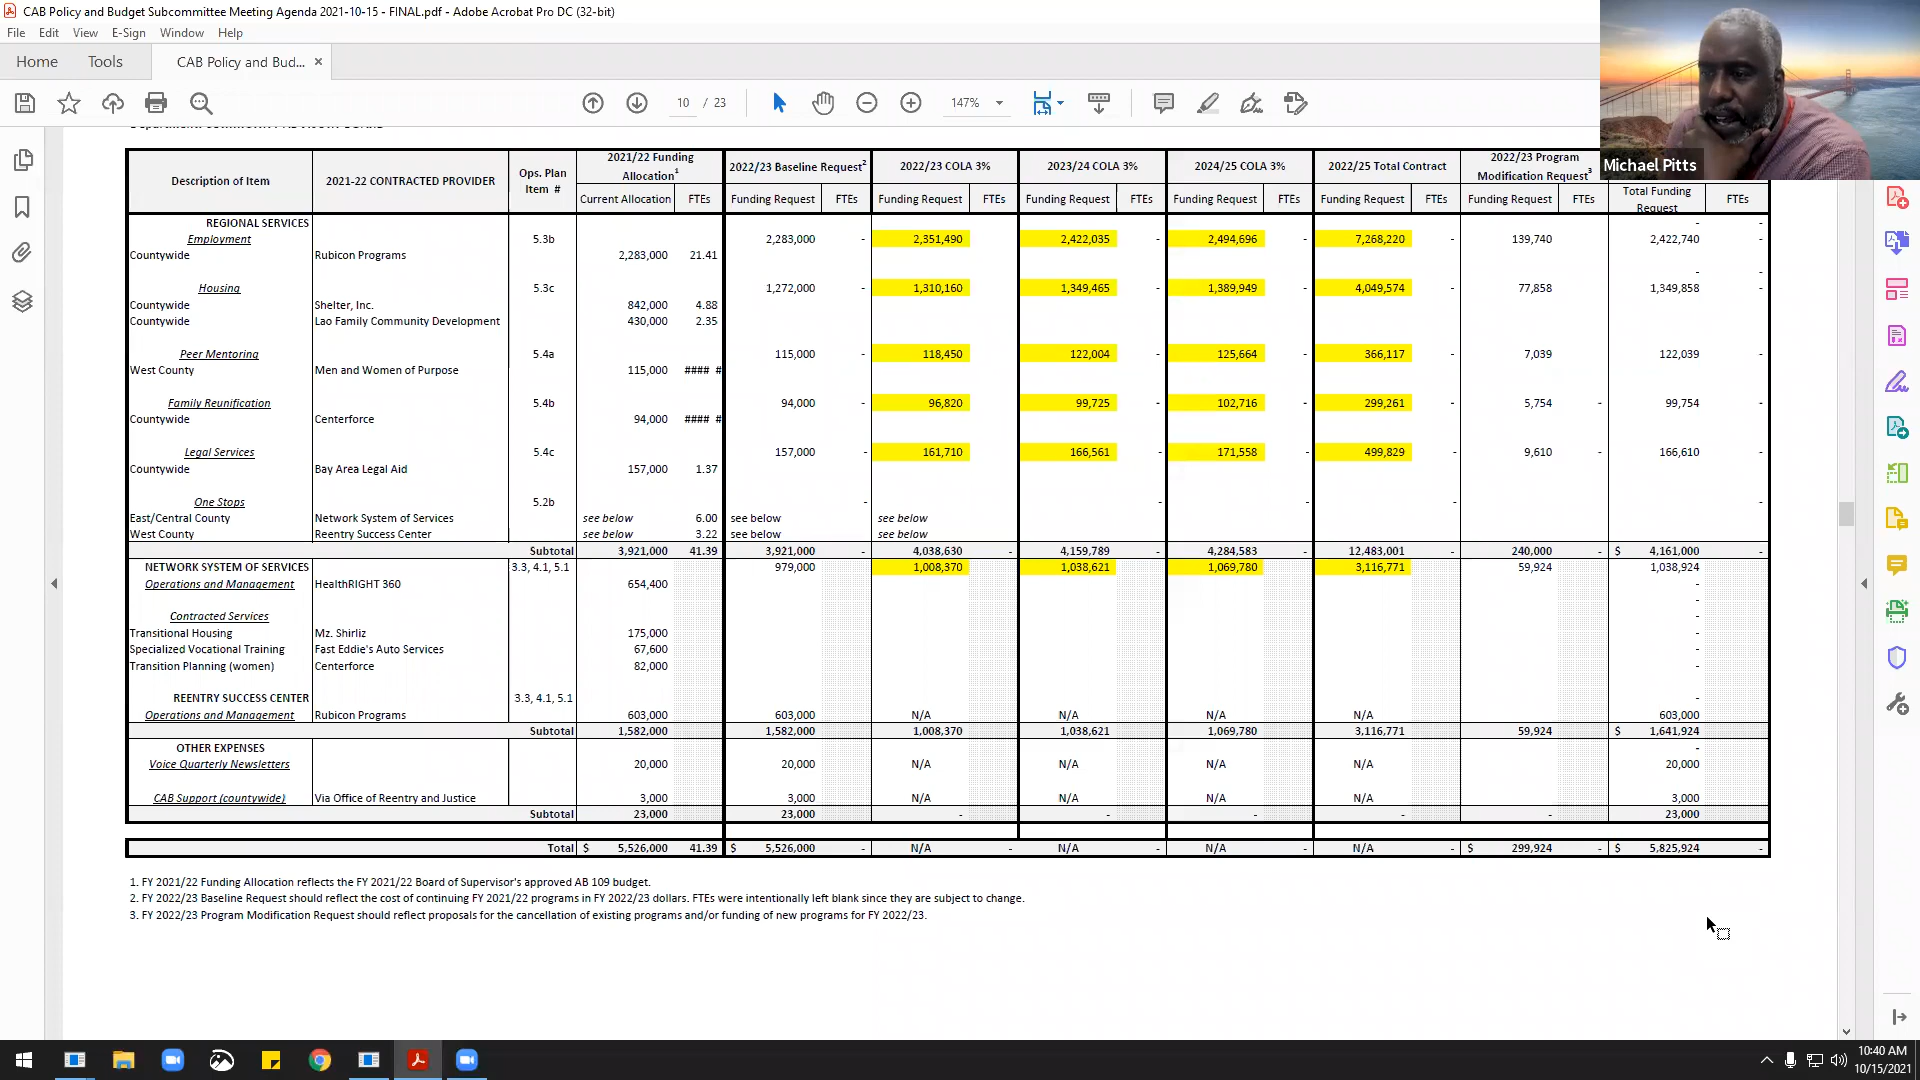 CAB Policy and Budget Subcommittee Meeting Agenda 2021-10-15 - FINAL.pdf - Adobe Acrobat Pro DC (32-bit)
File Edit View E-Sign Window Help
Home Tools CAB Policy and Bud... ×
10 / 23 147%
Michael Pitts
Description of Item 2021-22 CONTRACTED PROVIDER Ops. Plan Item # 2021/22 Funding Allocation1 2022/23 Baseline Request2 2022/23 COLA 3% 2023/24 COLA 3% 2024/25 COLA 3% 2022/25 Total Contract 2022/23 Program Modification Request3
Current Allocation FTEs Funding Request FTEs Funding Request FTEs Funding Request FTEs Funding Request FTEs Funding Request FTEs Funding Request FTEs Total Funding Request FTEs
REGIONAL SERVICES - -
Employment 5.3b 2,283,000 - 2,351,490 - 2,422,035 - 2,494,696 - 7,268,220 - 139,740 2,422,740 -
Countywide Rubicon Programs 2,283,000 21.41
- -
Housing 5.3c 1,272,000 - 1,310,160 - 1,349,465 - 1,389,949 - 4,049,574 - 77,858 1,349,858 -
Countywide Shelter, Inc. 842,000 4.88
Countywide Lao Family Community Development 430,000 2.35
Peer Mentoring 5.4a 115,000 - 118,450 - 122,004 - 125,664 - 366,117 - 7,039 122,039 -
West County Men and Women of Purpose 115,000 #### #
Family Reunification 5.4b 94,000 - 96,820 - 99,725 - 102,716 - 299,261 - 5,754 - 99,754 -
Countywide Centerforce 94,000 #### #
Legal Services 5.4c 157,000 - 161,710 - 166,561 - 171,558 - 499,829 - 9,610 - 166,610 -
Countywide Bay Area Legal Aid 157,000 1.37
One Stops 5.2b - - - - - -
East/Central County Network System of Services see below 6.00 see below see below
West County Reentry Success Center see below 3.22 see below see below
Subtotal 3,921,000 41.39 3,921,000 - 4,038,630 - 4,159,789 - 4,284,583 - 12,483,001 - 240,000 - $ 4,161,000 -
NETWORK SYSTEM OF SERVICES 3.3, 4.1, 5.1 979,000 1,008,370 1,038,621 1,069,780 3,116,771 59,924 1,038,924
Operations and Management HealthRIGHT 360 654,400 -
-
Contracted Services -
Transitional Housing Mz. Shirliz 175,000 -
Specialized Vocational Training Fast Eddie's Auto Services 67,600 -
Transition Planning (women) Centerforce 82,000 -
REENTRY SUCCESS CENTER 3.3, 4.1, 5.1 -
Operations and Management Rubicon Programs 603,000 603,000 N/A N/A N/A N/A 603,000
Subtotal 1,582,000 1,582,000 1,008,370 1,038,621 1,069,780 3,116,771 59,924 $ 1,641,924
OTHER EXPENSES -
Voice Quarterly Newsletters 20,000 20,000 N/A N/A N/A N/A 20,000
CAB Support (countywide) Via Office of Reentry and Justice 3,000 3,000 N/A N/A N/A N/A 3,000
Subtotal 23,000 23,000 - - - - - 23,000
Total $ 5,526,000 41.39 $ 5,526,000 - N/A - N/A - N/A - N/A - $ 299,924 - $ 5,825,924 -
1. FY 2021/22 Funding Allocation reflects the FY 2021/22 Board of Supervisor's approved AB 109 budget.
2. FY 2022/23 Baseline Request should reflect the cost of continuing FY 2021/22 programs in FY 2022/23 dollars. FTEs were intentionally left blank since they are subject to change.
3. FY 2022/23 Program Modification Request should reflect proposals for the cancellation of existing programs and/or funding of new programs for FY 2022/23.
10:40 AM
10/15/2021